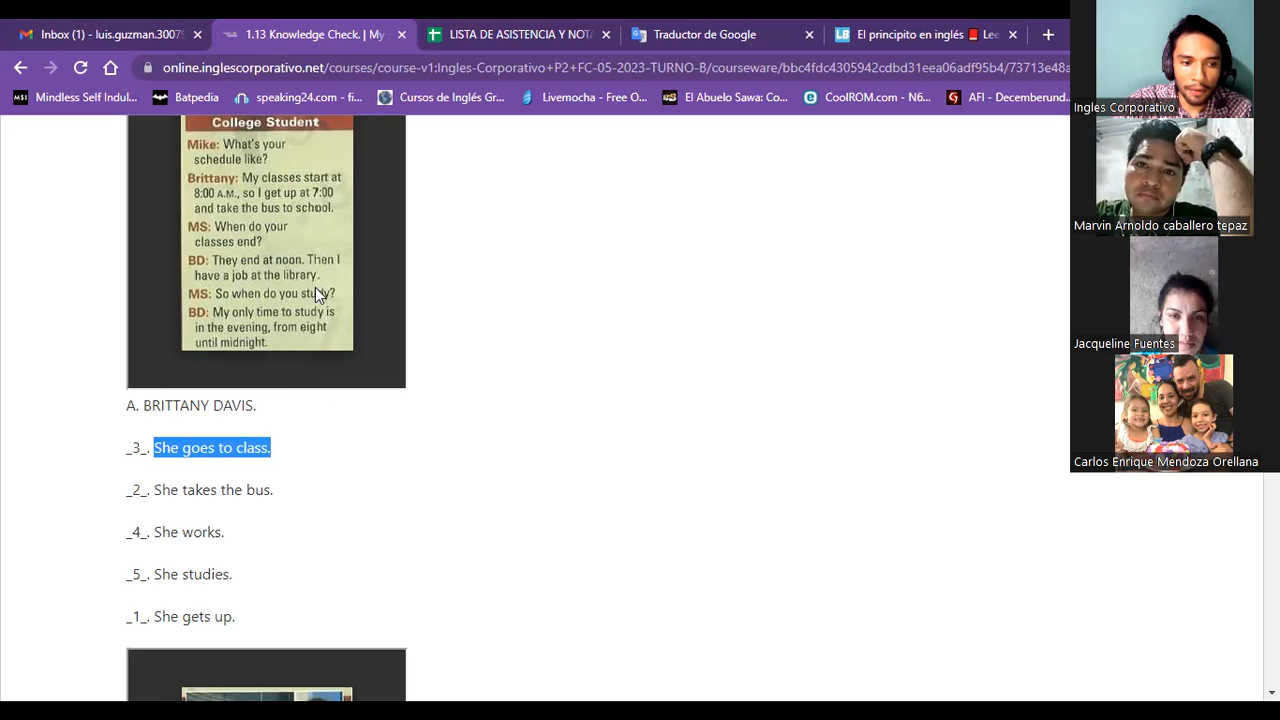 Inbox (1) - luis.guzman.3007
1.13 Knowledge Check. | My
LISTA DE ASISTENCIA Y NOTA
Traductor de Google
El principito en inglés
Lee
online.inglescorporativo.net/courses/course-v1:Ingles-Corporativo+P2+FC-05-2023-TURNO-B/courseware/bbc4fdc4305942cdbd31eea06adf95b4/73713e48a
Mindless Self Indul...
Batpedia
speaking24.com - fi...
Cursos de Inglés Gr...
Livemocha - Free O...
El Abuelo Sawa: Co...
CoolROM.com - N6...
AFI - Decemberund...
College Student
Mike: What's your
schedule like?
Brittany: My classes start at
8:00 A.M., so I get up at 7:00
and take the bus to school.
MS: When do your
classes end?
BD: They end at noon. Then I
have a job at the library.
MS: So when do you study?
BD: My only time to study is
in the evening, from eight
until midnight.
A. BRITTANY DAVIS.
_3_. She goes to class.
_2_. She takes the bus.
_4_. She works.
_5_. She studies.
_1_. She gets up.
Ingles Corporativo
Marvin Arnoldo caballero tepaz
Jacqueline Fuentes
Carlos Enrique Mendoza Orellana